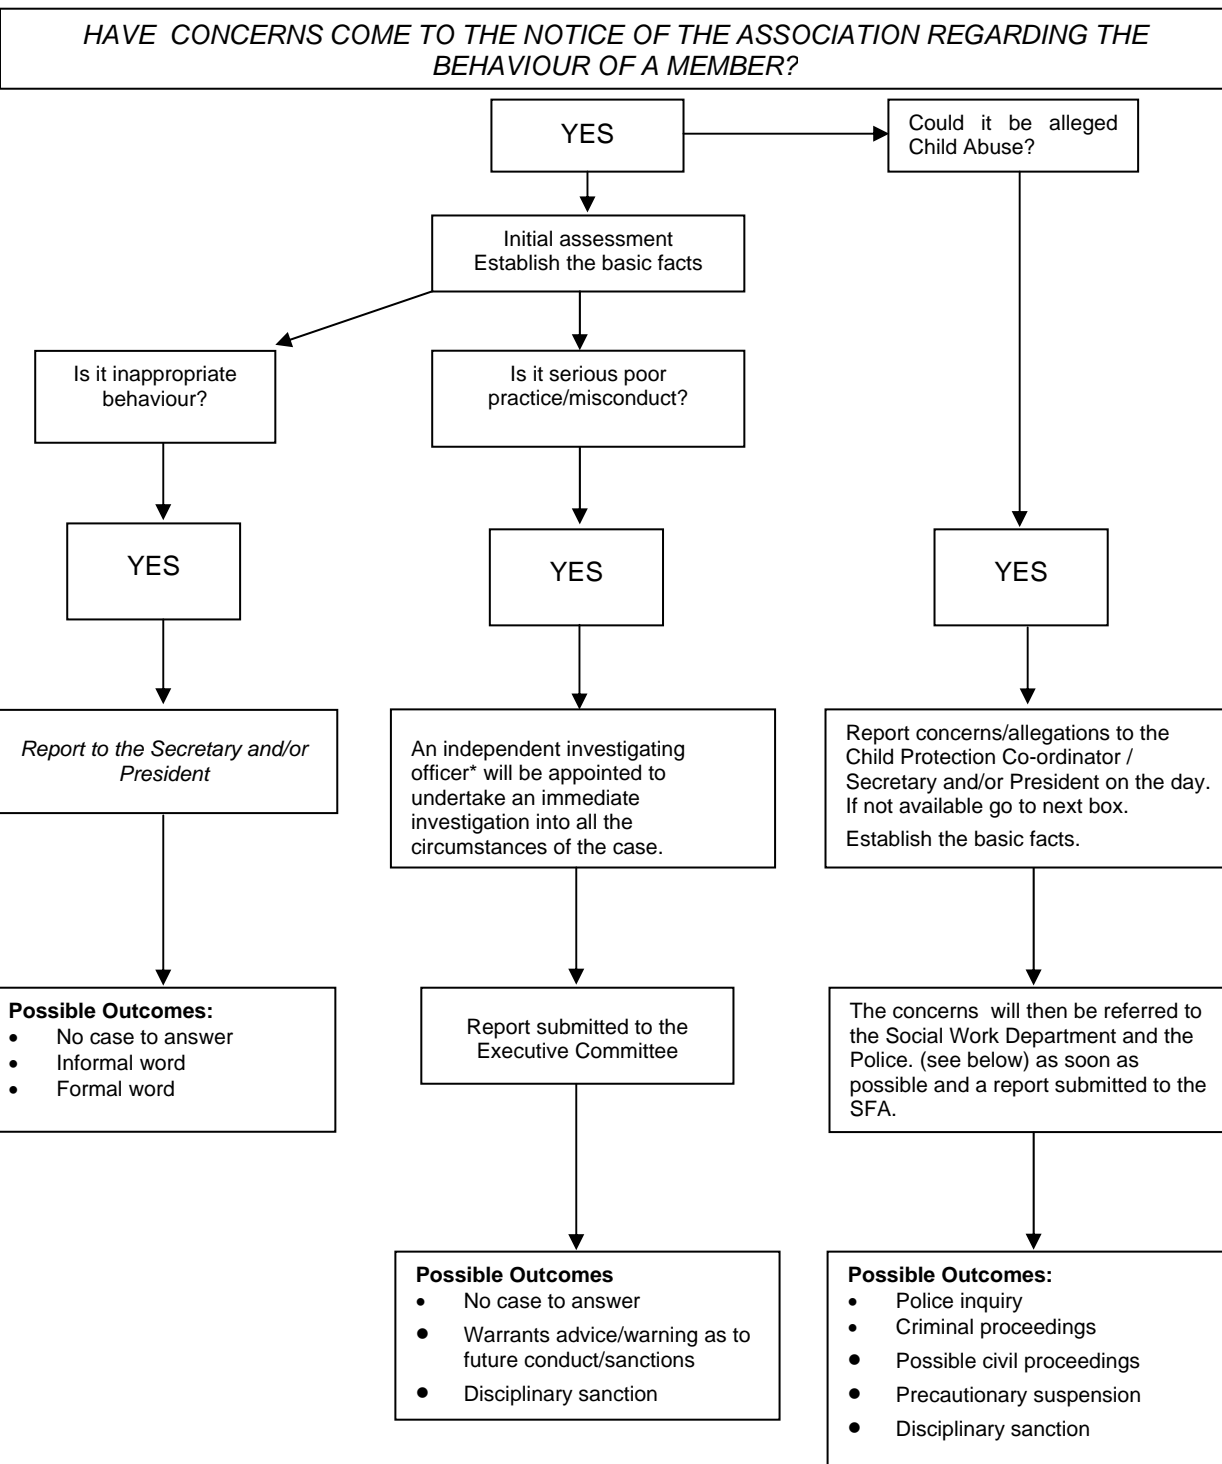 HAVE CONCERNS COME TO THE NOTICE OF THE ASSOCIATION REGARDING THE
BEHAVIOUR OF A MEMBER?
YES
Could it be alleged
Child Abuse?
Initial assessment
Establish the basic facts
Is it inappropriate
behaviour?
Is it serious poor
practice/misconduct?
YES
YES
YES
Report to the Secretary and/or
President
An independent investigating
officer* will be appointed to
undertake an immediate
investigation into all the
circumstances of the case.
Report concerns/allegations to the
Child Protection Co-ordinator /
Secretary and/or President on the day.
If not available go to next box.
Establish the basic facts.
Possible Outcomes:
• No case to answer
• Informal word
• Formal word
Report submitted to the
Executive Committee
The concerns will then be referred to
the Social Work Department and the
Police. (see below) as soon as
possible and a report submitted to the
SFA.
Possible Outcomes
• No case to answer
• Warrants advice/warning as to
future conduct/sanctions
• Disciplinary sanction
Possible Outcomes:
• Police inquiry
• Criminal proceedings
• Possible civil proceedings
• Precautionary suspension
• Disciplinary sanction